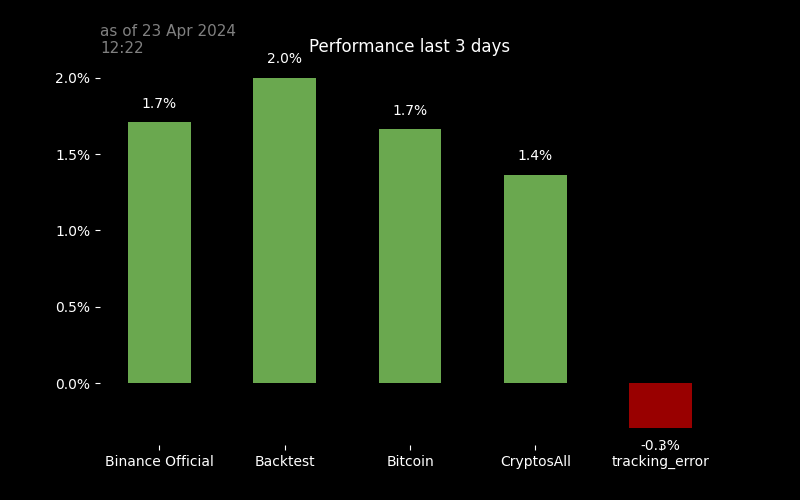 as of 23 Apr 2024
12:22
Performance last 3 days
2.0%
1.5%
1.0%
0.5%
0.0%
1.7%
2.0%
1.7%
1.4%
-0.3%
Binance Official
Backtest
Bitcoin
CryptosAll
tracking_error